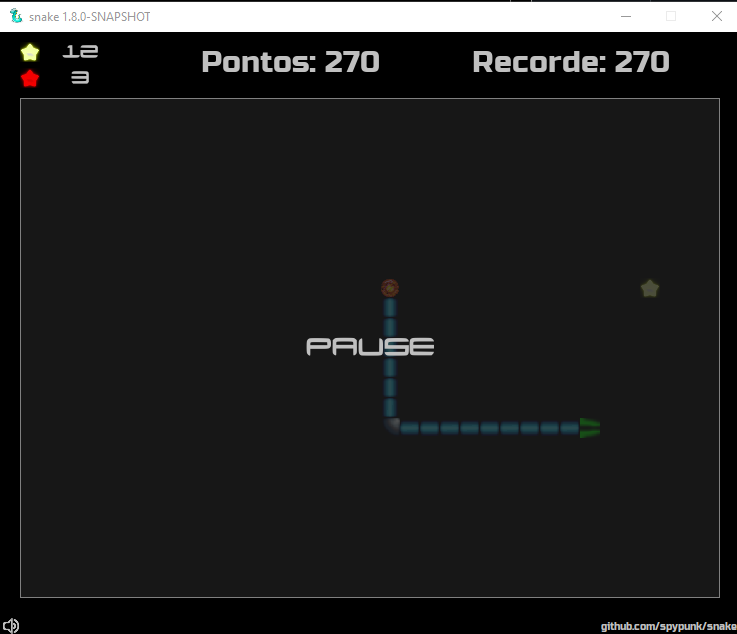 snake 1.8.0-SNAPSHOT
12
3
Pontos: 270
Recorde: 270
PAUSE
github.com/spypunk/snake